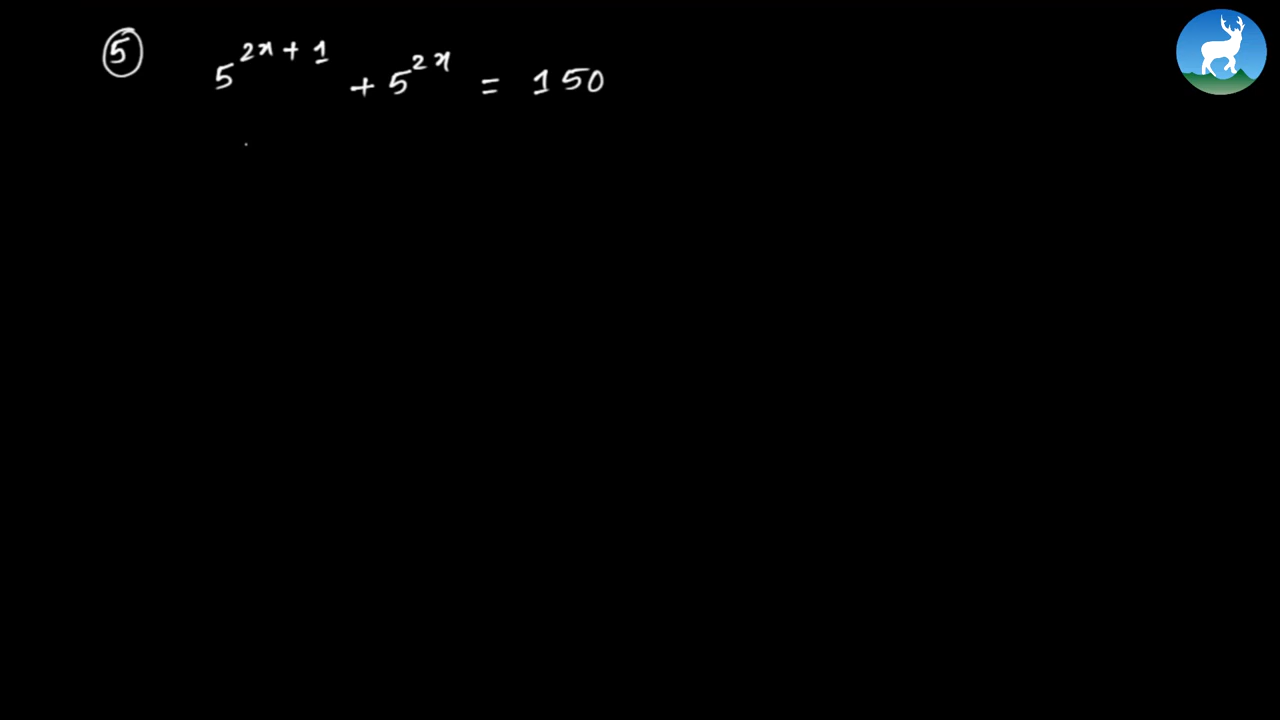 ⑤ 5^{2x+1} + 5^{2x} = 150